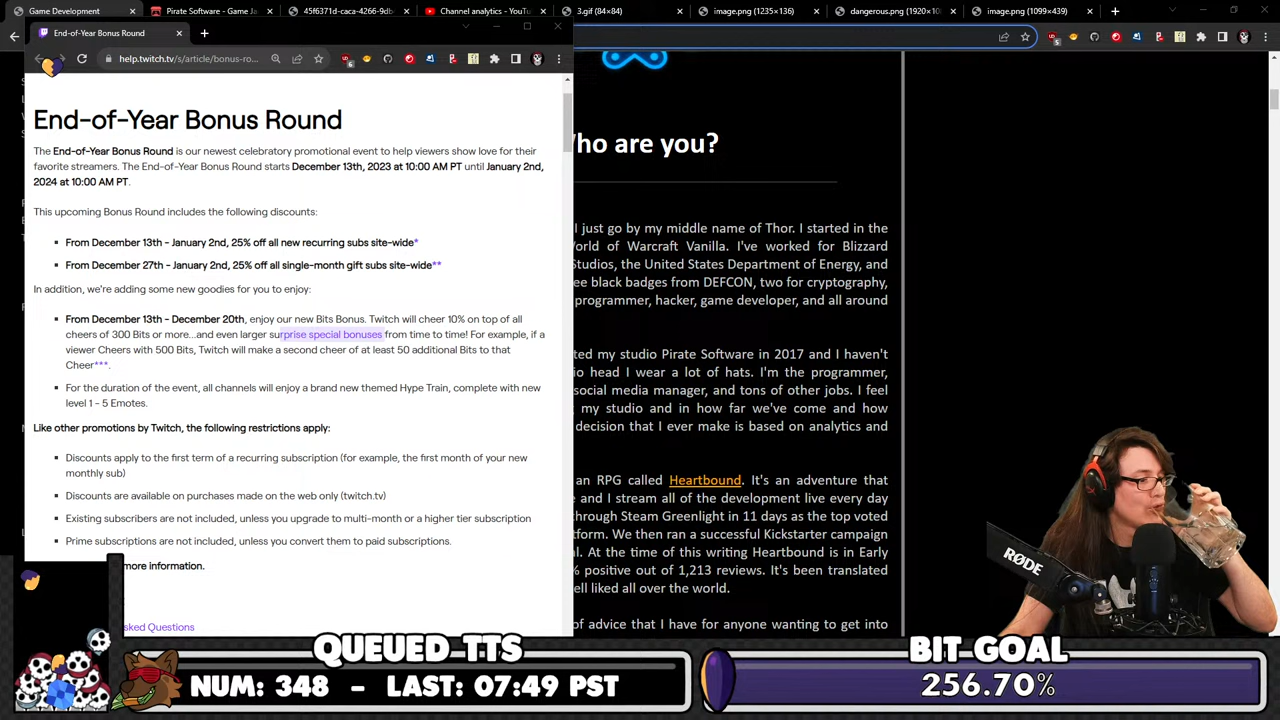 Game Development
Pirate Software - Game Ja
45f6371-caca-4266-9db
Channel analytics - YouTu
3.gif (84×84)
image.png (1235×136)
dangerous.png (1920×10
image.png (1099×439)
End-of-Year Bonus Round
help.twitch.tv/s/article/bonus-ro...
End-of-Year Bonus Round
The End-of-Year Bonus Round is our newest celebratory promotional event to help viewers show love for their
favorite streamers. The End-of-Year Bonus Round starts December 13th, 2023 at 10:00 AM PT until January 2nd,
2024 at 10:00 AM PT.
This upcoming Bonus Round includes the following discounts:
From December 13th - January 2nd, 25% off all new recurring subs site-wide*
From December 27th - January 2nd, 25% off all single-month gift subs site-wide**
In addition, we're adding some new goodies for you to enjoy:
From December 13th - December 20th, enjoy our new Bits Bonus. Twitch will cheer 10% on top of all
cheers of 300 Bits or more...and even larger surprise special bonuses from time to time! For example, if a
viewer Cheers with 500 Bits, Twitch will make a second cheer of at least 50 additional Bits to that
Cheer***.
For the duration of the event, all channels will enjoy a brand new themed Hype Train, complete with new
level 1 - 5 Emotes.
Like other promotions by Twitch, the following restrictions apply:
Discounts apply to the first term of a recurring subscription (for example, the first month of your new
monthly sub)
Discounts are available on purchases made on the web only (twitch.tv)
Existing subscribers are not included, unless you upgrade to multi-month or a higher tier subscription
Prime subscriptions are not included, unless you convert them to paid subscriptions.
more information.
sked Questions
ho are you?
I just go by my middle name of Thor. I started in the
orld of Warcraft Vanilla. I've worked for Blizzard
Studios, the United States Department of Energy, and
ee black badges from DEFCON, two for cryptography,
programmer, hacker, game developer, and all around
ted my studio Pirate Software in 2017 and I haven't
io head I wear a lot of hats. I'm the programmer,
social media manager, and tons of other jobs. I feel
my studio and in how far we've come and how
decision that I ever make is based on analytics and
an RPG called Heartbound. It's an adventure that
e and I stream all of the development live every day
through Steam Greenlight in 11 days as the top voted
tform. We then ran a successful Kickstarter campaign
al. At the time of this writing Heartbound is in Early
% positive out of 1,213 reviews. It's been translated
ell liked all over the world.
of advice that I have for anyone wanting to get into
RØDE
QUEUED TTS
NUM: 348 - LAST: 07:49 PST
BIT GOAL
256.70%